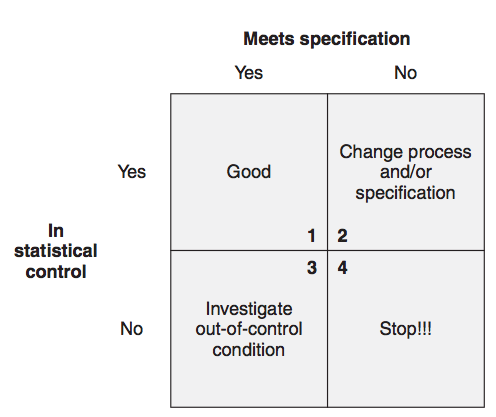 Meets specification
Yes
No
Yes
Good
Change process
and/or
specification
In
statistical
control
1
2
3
4
No
Investigate
out-of-control
condition
Stop!!!